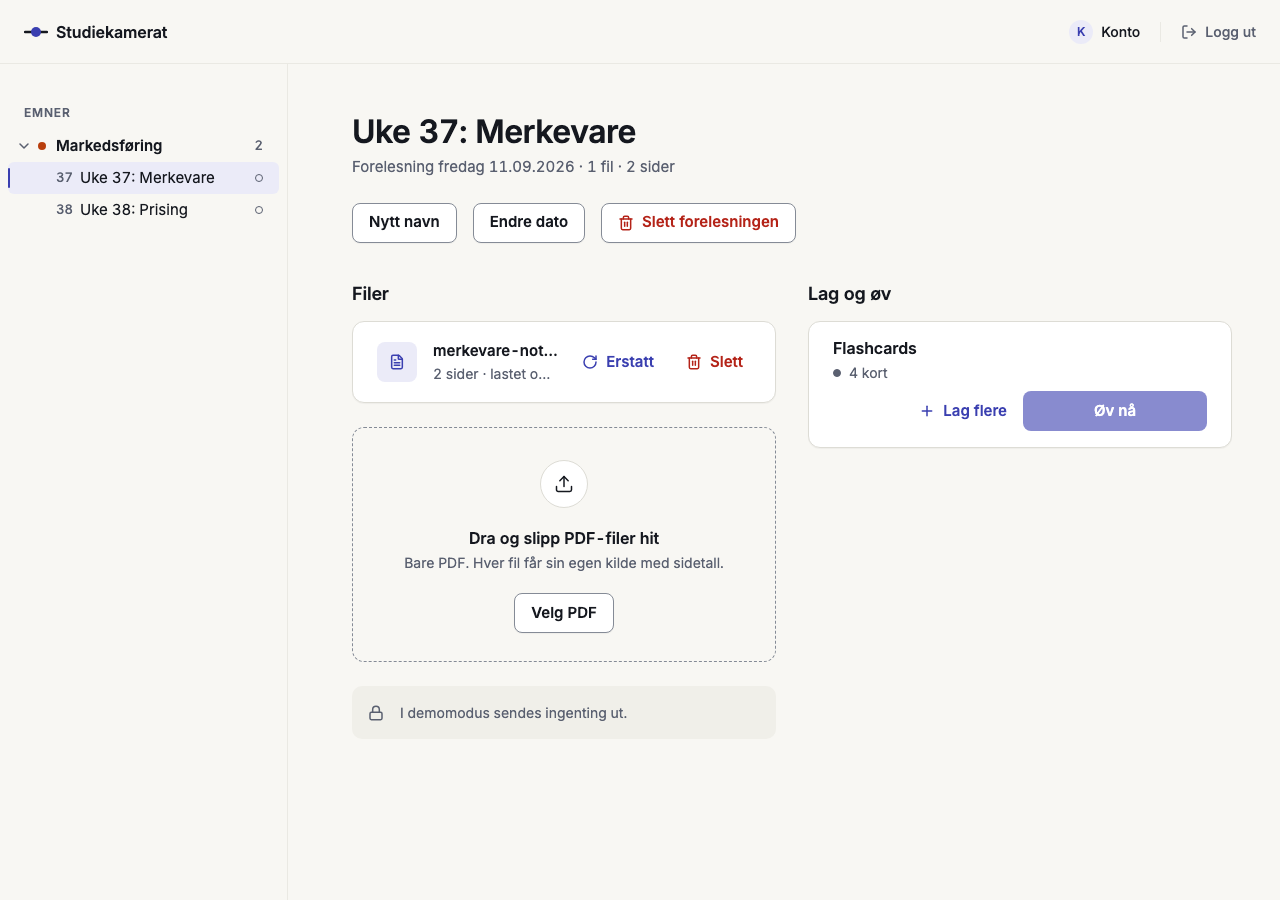 Studiekamerat
K Konto
Logg ut
EMNER
Markedsføring 2
37 Uke 37: Merkevare
38 Uke 38: Prising
Uke 37: Merkevare
Forelesning fredag 11.09.2026 · 1 fil · 2 sider
Nytt navn
Endre dato
Slett forelesningen
Filer
merkevare-not...
2 sider · lastet o...
Erstatt
Slett
Dra og slipp PDF-filer hit
Bare PDF. Hver fil får sin egen kilde med sidetall.
Velg PDF
I demomodus sendes ingenting ut.
Lag og øv
Flashcards
4 kort
Lag flere
Øv nå